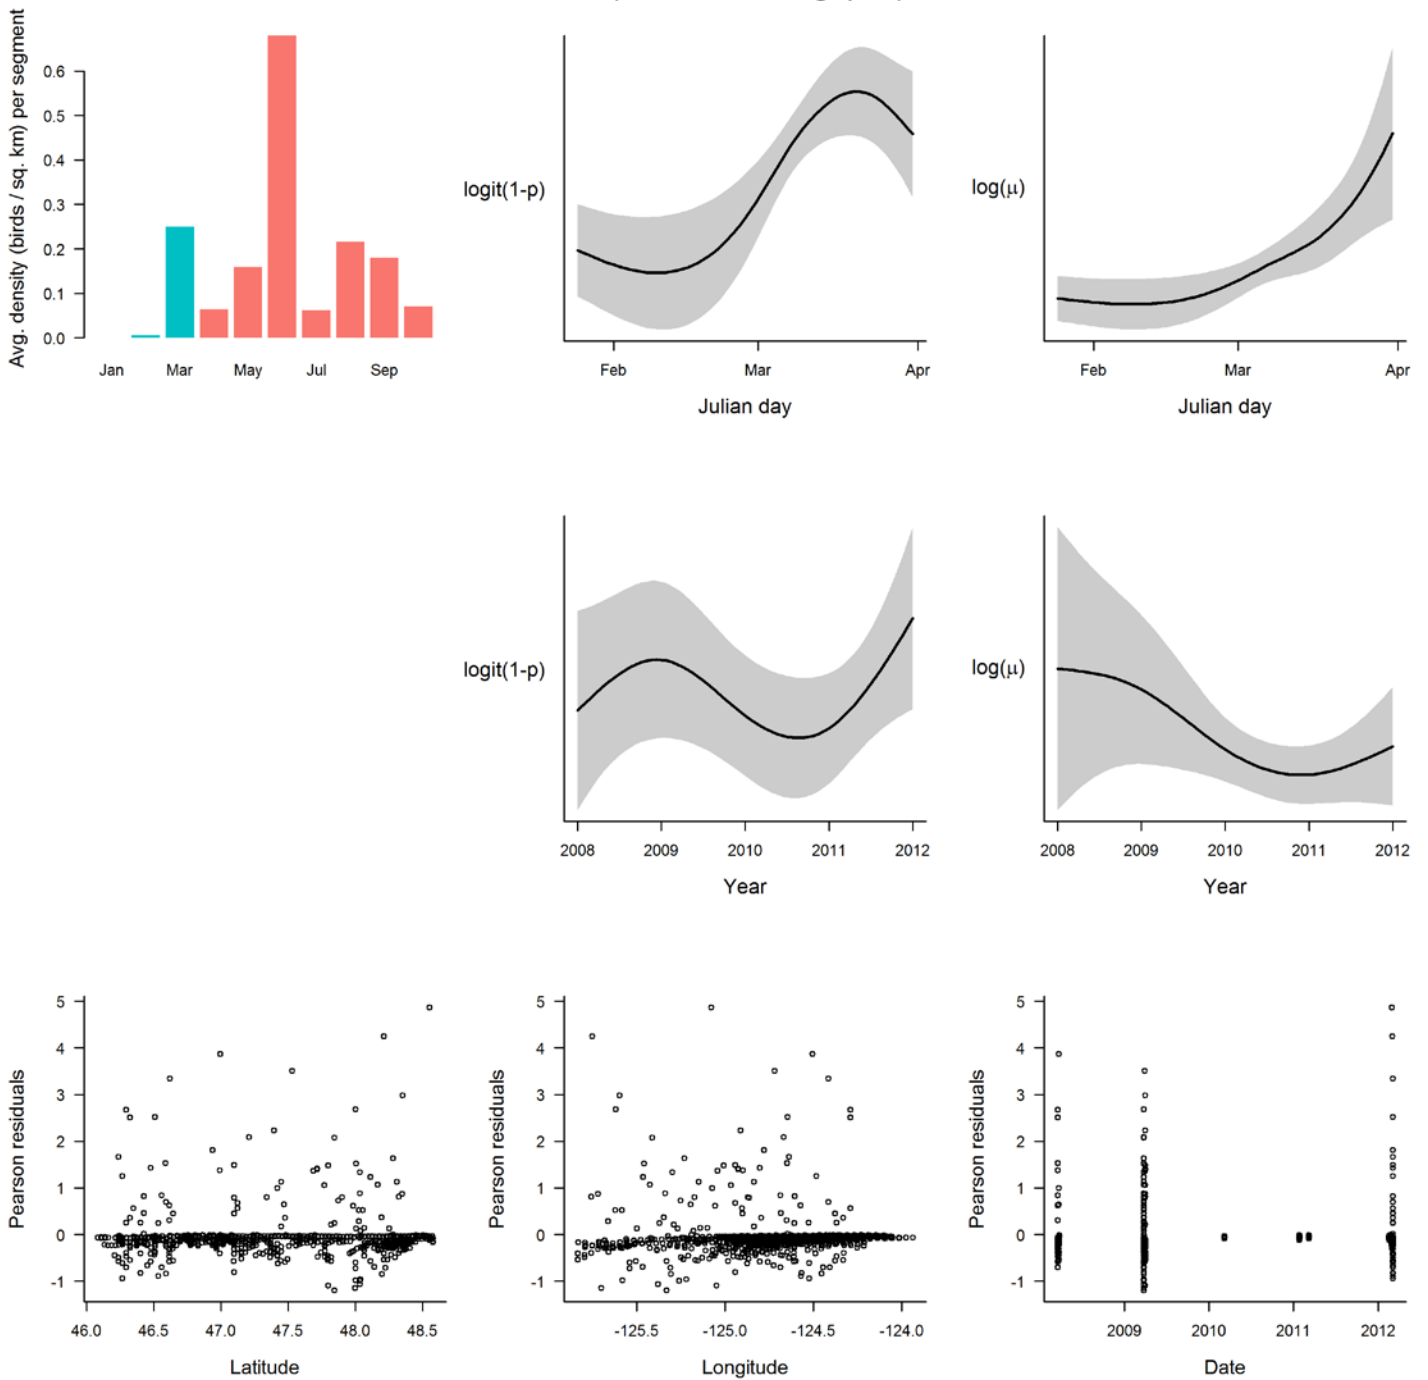 Avg. density (birds / sq. km) per segment
0.6
0.5
0.4
0.3
0.2
0.1
0.0
Jan Mar May Jul Sep
logit(1-p)
Feb Mar Apr
Julian day
log(μ)
Feb Mar Apr
Julian day
logit(1-p)
2008 2009 2010 2011 2012
Year
log(μ)
2008 2009 2010 2011 2012
Year
Pearson residuals
5
4
3
2
1
0
-1
46.0 46.5 47.0 47.5 48.0 48.5
Latitude
Pearson residuals
5
4
3
2
1
0
-1
-125.5 -125.0 -124.5 -124.0
Longitude
Pearson residuals
5
4
3
2
1
0
-1
2009 2010 2011 2012
Date